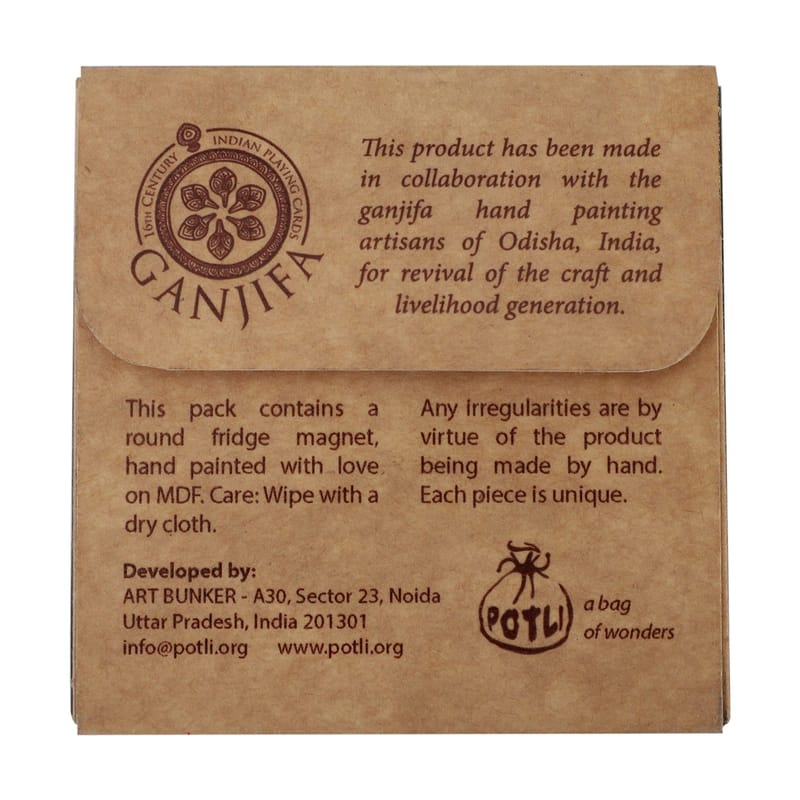 16TH CENTURY INDIAN PLAYING CARDS
GANJIFA
This product has been made
in collaboration with the
ganjifa hand painting
artisans of Odisha, India,
for revival of the craft and
livelihood generation.
This pack contains a
round fridge magnet,
hand painted with love
on MDF. Care: Wipe with a
dry cloth.
Any irregularities are by
virtue of the product
being made by hand.
Each piece is unique.
Developed by:
ART BUNKER - A30, Sector 23, Noida
Uttar Pradesh, India 201301
info@potli.org www.potli.org
POTLI
a bag
of wonders